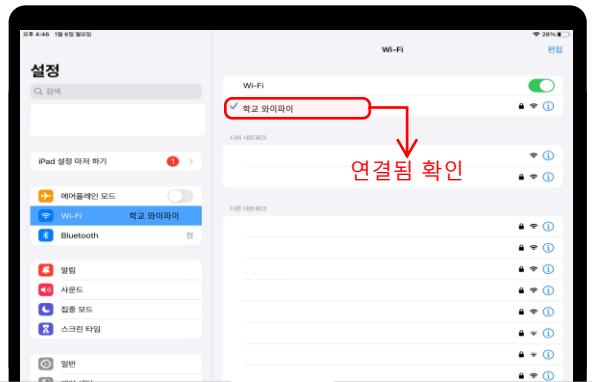 오후 4:46 1월 6일 월요일
28%
Wi-Fi
편집
설정
검색
Wi-Fi
학교 와이파이
나의 네트워크
연결됨 확인
iPad 설정 마저 하기
1
에어플레인 모드
다른 네트워크
Wi-Fi
학교 와이파이
Bluetooth
켬
알림
사운드
집중 모드
스크린 타임
일반